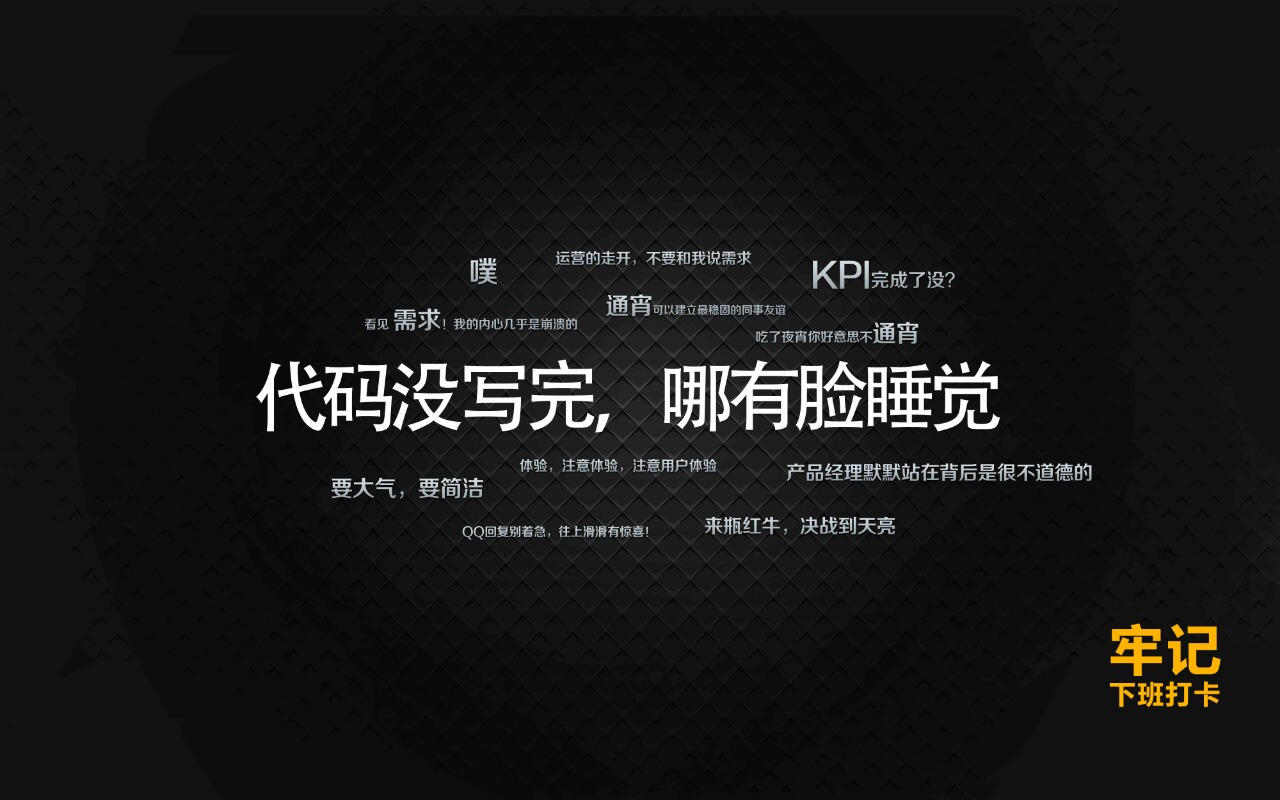 运营的走开，不要和我说需求
噗
KPI完成了没？
通宵可以建立最稳固的同事友谊
看见 需求！我的内心几乎是崩溃的
吃了夜宵你好意思不通宵
代码没写完，哪有脸睡觉
体验，注意体验，注意用户体验
产品经理默默站在背后是很不道德的
要大气，要简洁
来瓶红牛，决战到天亮
QQ回复别着急，往上滑滑有惊喜！
牢记
下班打卡